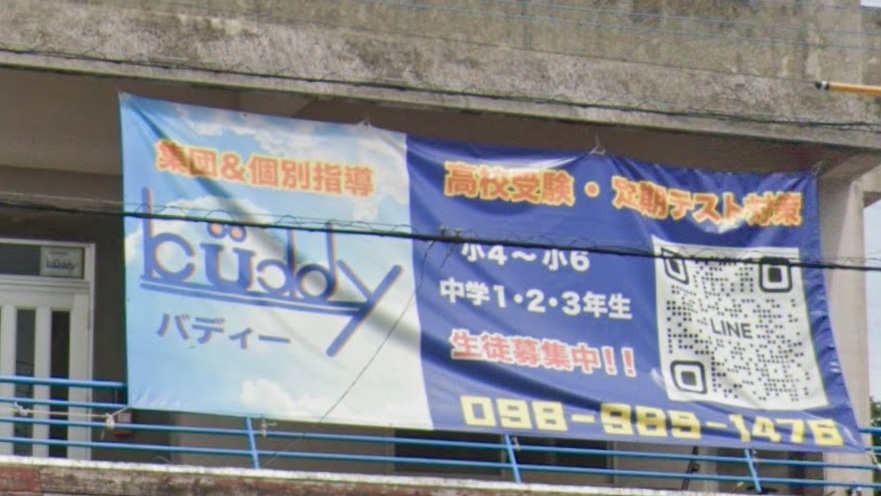 集団&個別指導
büddy
バディー
高校受験・定期テスト対策
小4～小6
中学1・2・3年生
生徒募集中!!
LINE
098-989-1476
buddy